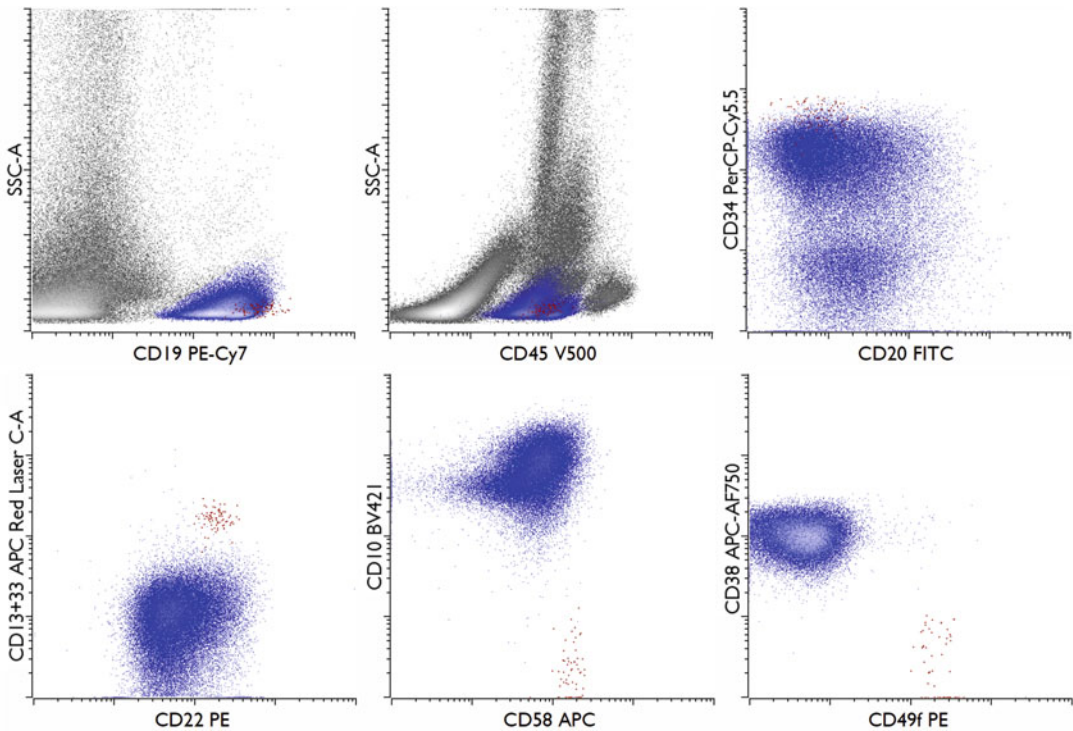 SSC-A
CD19 PE-Cy7
SSC-A
CD45 V500
CD34 PerCP-Cy5.5
CD20 FITC
CD13+33 APC Red Laser C-A
CD22 PE
CD10 BV421
CD58 APC
CD38 APC-AF750
CD49f PE